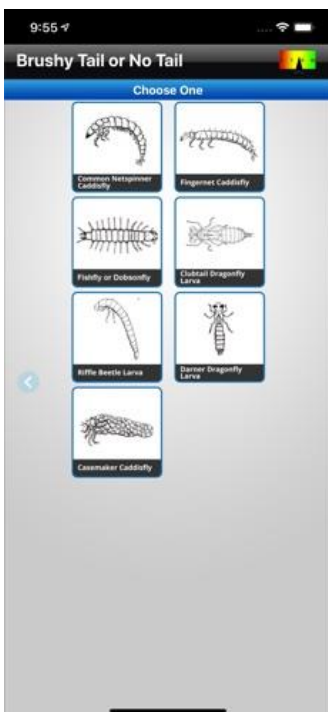 9:55
Brushy Tail or No Tail
Choose One
Common Netspinner
Caddisfly
Fingernet Caddisfly
Fishfly or Dobsonfly
Clubtail Dragonfly
Larva
Riffle Beetle Larva
Darner Dragonfly
Larva
Casemaker Caddisfly